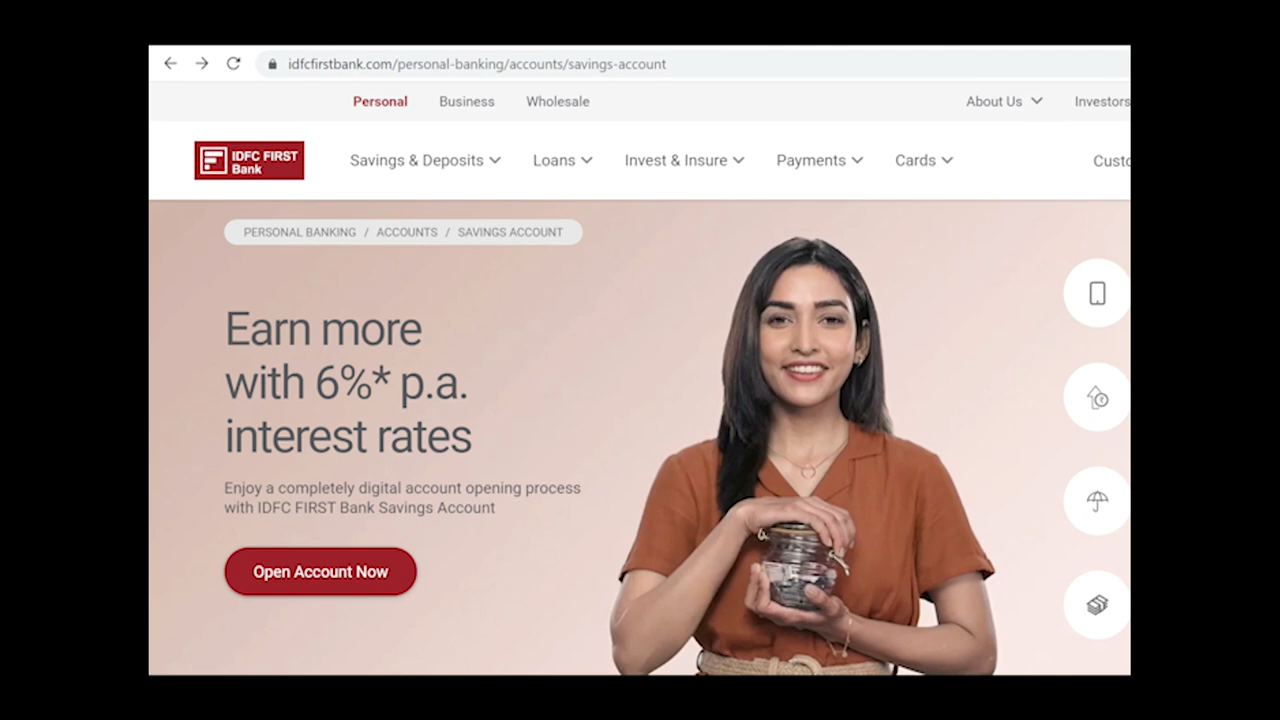 idfcfirstbank.com/personal-banking/accounts/savings-account
Personal Business Wholesale About Us Investors
IDFC FIRST
Bank
Savings & Deposits Loans Invest & Insure Payments Cards Custo
PERSONAL BANKING / ACCOUNTS / SAVINGS ACCOUNT
Earn more
with 6%* p.a.
interest rates
Enjoy a completely digital account opening process
with IDFC FIRST Bank Savings Account
Open Account Now